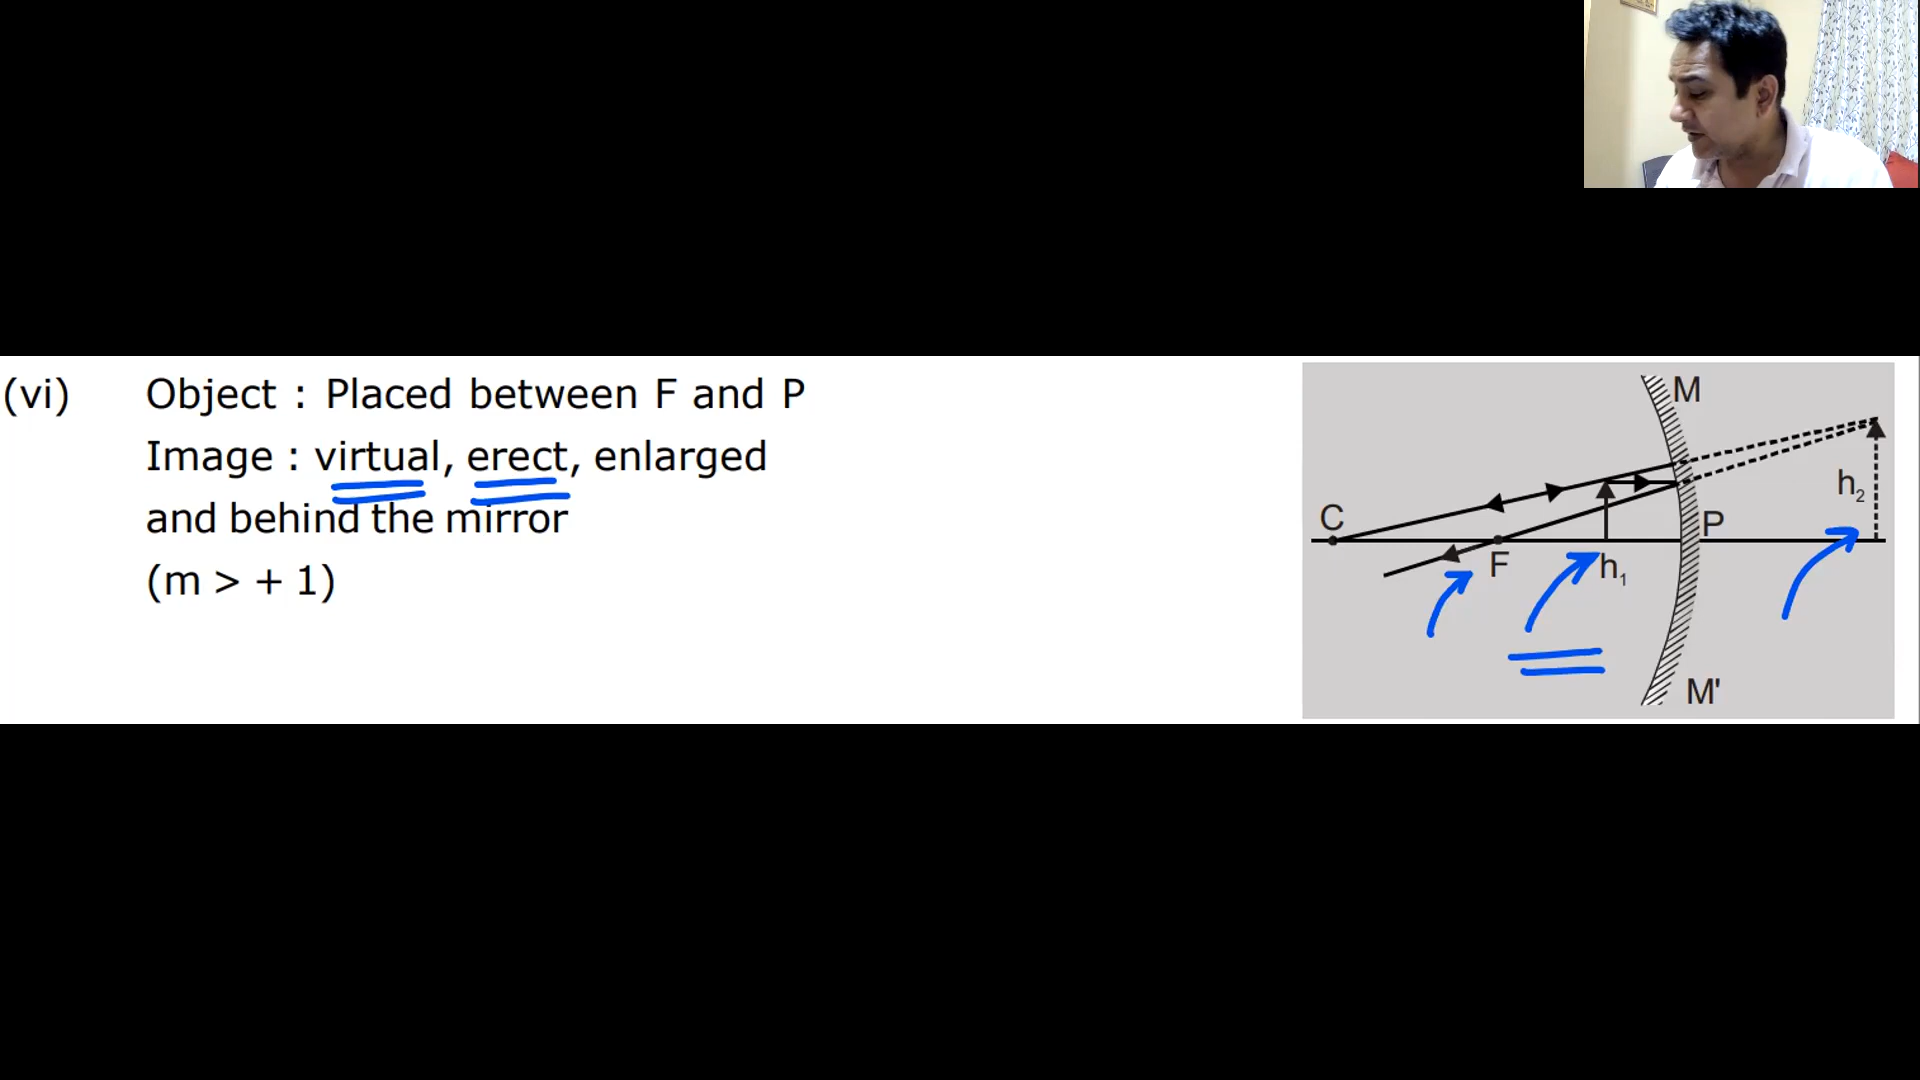 (vi) Object : Placed between F and P
Image : virtual, erect, enlarged
and behind the mirror
(m > + 1)
M
h2
C
P
F
h1
M'